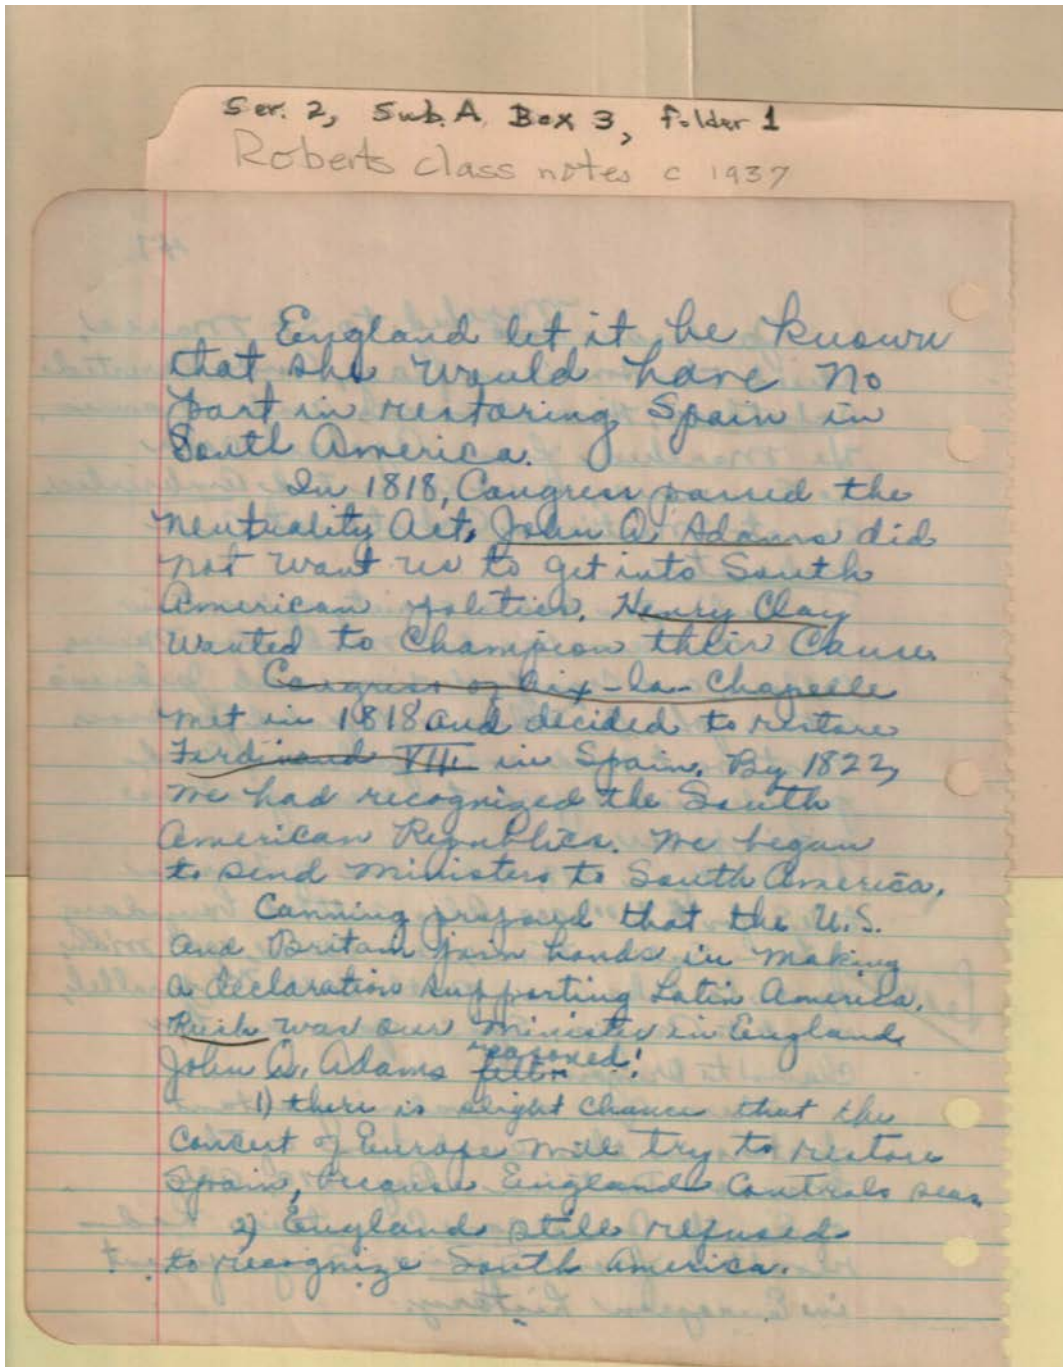 Ser. 2, Sub. A, Box 3, Folder 1
Roberts class notes c 1937
England let it be known
that she would have no
part in restoring Spain in
South America.
In 1818, Congress passed the
Neutrality Act. John Q. Adams did
not want us to get into South
American politics. Henry Clay
wanted to champion their cause.
Congress of Aix-la-Chapelle
met in 1818 and decided to restore
Ferdinand VII in Spain. By 1822,
we had recognized the South
American Republics. We began
to send ministers to South America.
Canning proposed that the U.S.
and Britain join hands in making
a declaration supporting Latin America.
Rush was our minister in England.
reasoned:
John Q. Adams felt
1) there is slight chance that the
Concert of Europe will try to restore
Spain, because England controls seas.
2) England still refused
to recognize South America.